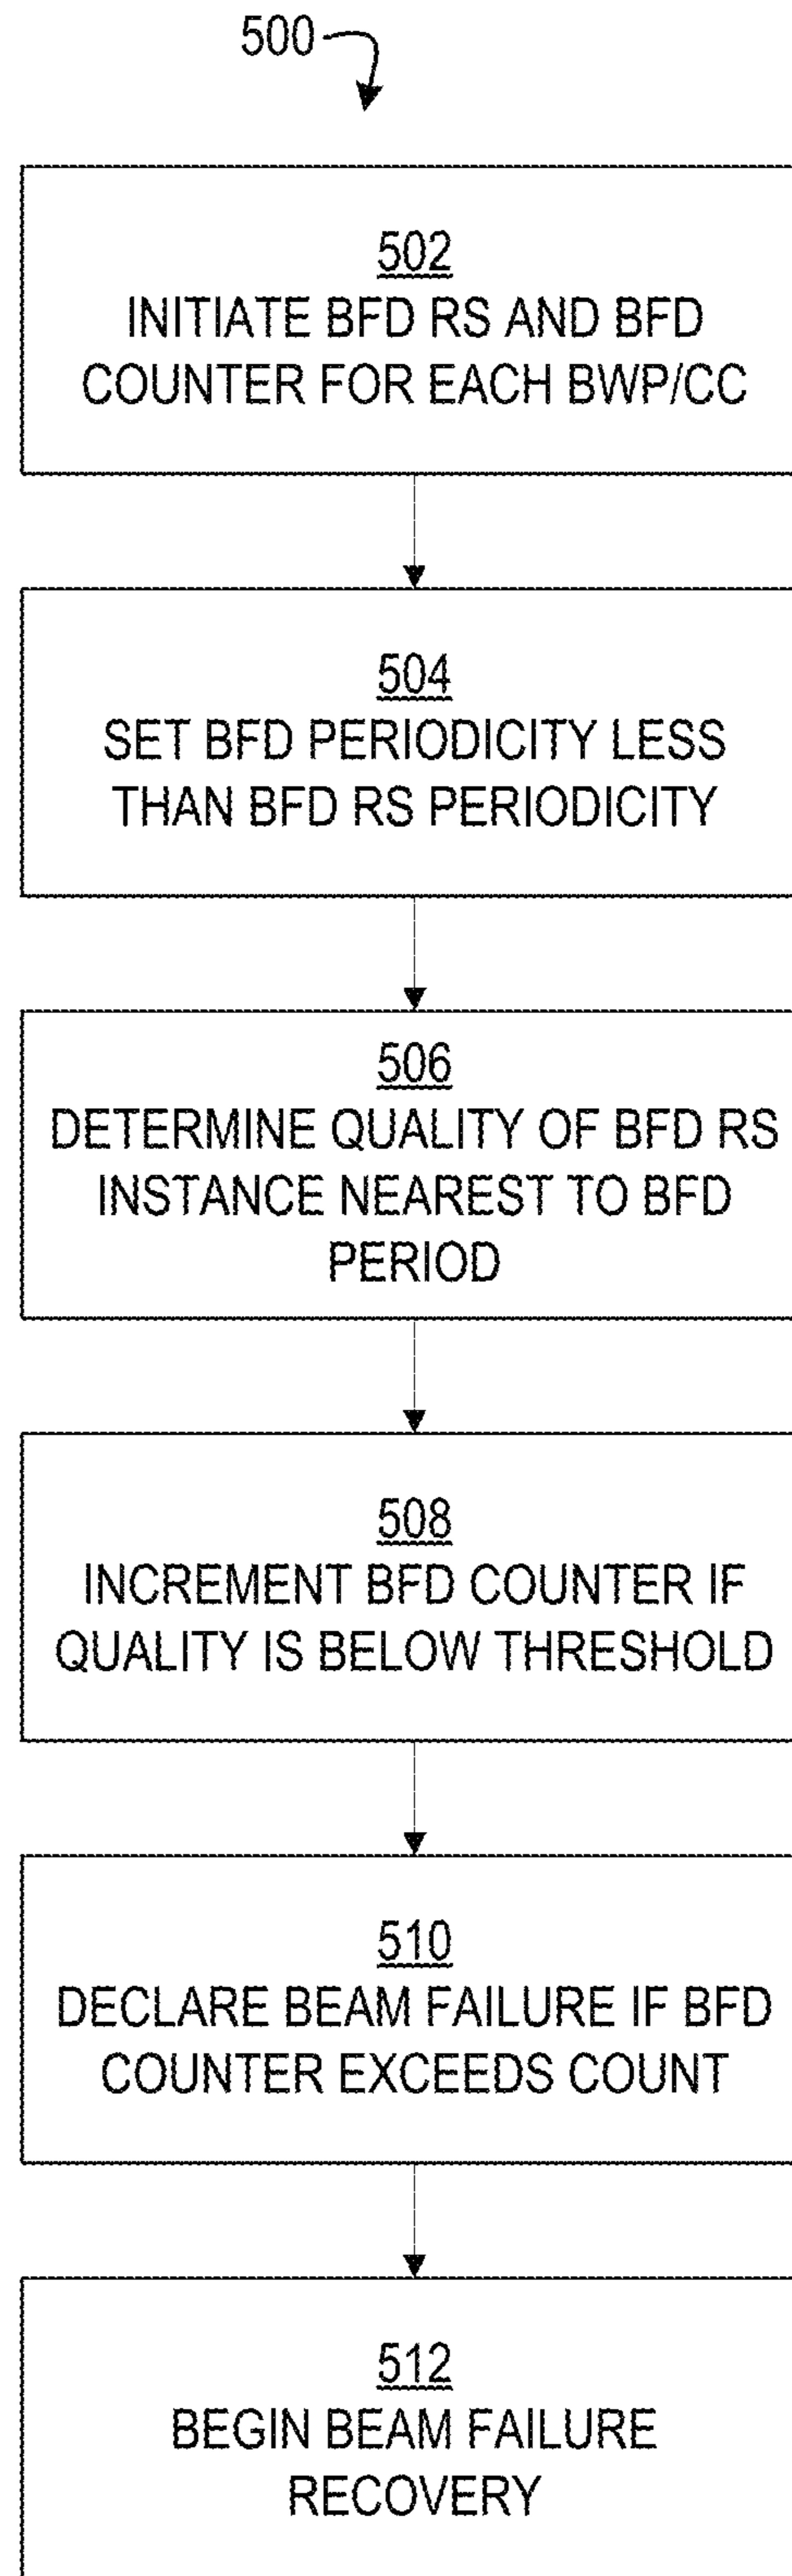 500
502
INITIATE BFD RS AND BFD
COUNTER FOR EACH BWP/CC
504
SET BFD PERIODICITY LESS
THAN BFD RS PERIODICITY
506
DETERMINE QUALITY OF BFD RS
INSTANCE NEAREST TO BFD
PERIOD
508
INCREMENT BFD COUNTER IF
QUALITY IS BELOW THRESHOLD
510
DECLARE BEAM FAILURE IF BFD
COUNTER EXCEEDS COUNT
512
BEGIN BEAM FAILURE
RECOVERY